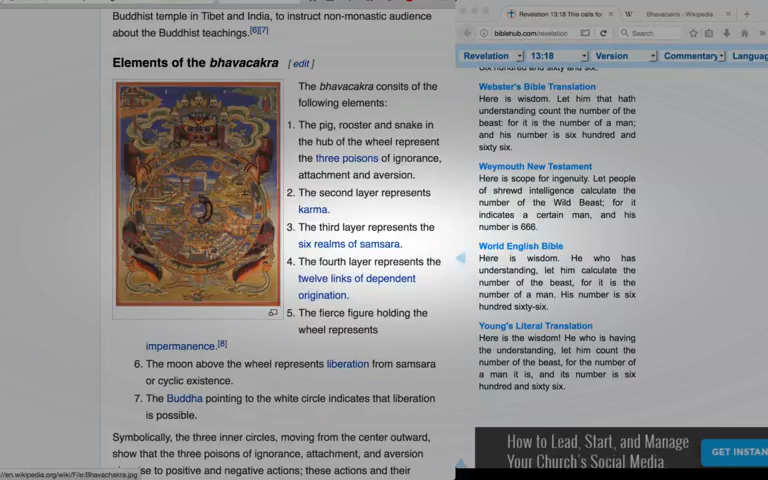 Buddhist temple in Tibet and India, to instruct non-monastic audience
about the Buddhist teachings.[6][7]
Elements of the bhavacakra [ edit ]
The bhavacakra consits of the
following elements:
1. The pig, rooster and snake in
the hub of the wheel represent
the three poisons of ignorance,
attachment and aversion.
2. The second layer represents
karma.
3. The third layer represents the
six realms of samsara.
4. The fourth layer represents the
twelve links of dependent
origination.
5. The fierce figure holding the
wheel represents
impermanence.[8]
6. The moon above the wheel represents liberation from samsara
or cyclic existence.
7. The Buddha pointing to the white circle indicates that liberation
is possible.
Symbolically, the three inner circles, moving from the center outward,
show that the three poisons of ignorance, attachment, and aversion
to positive and negative actions; these actions and their
://en.wikipedia.org/wiki/File:Bhavachakra.jpg
Revelation 13:18 This calls for
Bhavacakra - Wikipedia
biblehub.com/revelation
Search
Revelation 13:18 Version Commentary Language
Six hundred and sixty and six.
Webster's Bible Translation
Here is wisdom. Let him that hath
understanding count the number of the
beast: for it is the number of a man;
and his number is six hundred and
sixty six.
Weymouth New Testament
Here is scope for ingenuity. Let people
of shrewd intelligence calculate the
number of the Wild Beast; for it
indicates a certain man, and his
number is 666.
World English Bible
Here is wisdom. He who has
understanding, let him calculate the
number of the beast, for it is the
number of a man. His number is six
hundred sixty-six.
Young's Literal Translation
Here is the wisdom! He who is having
the understanding, let him count the
number of the beast, for the number of
a man it is, and its number is six
hundred and sixty six.
How to Lead, Start, and Manage
Your Church's Social Media.
GET INSTAN